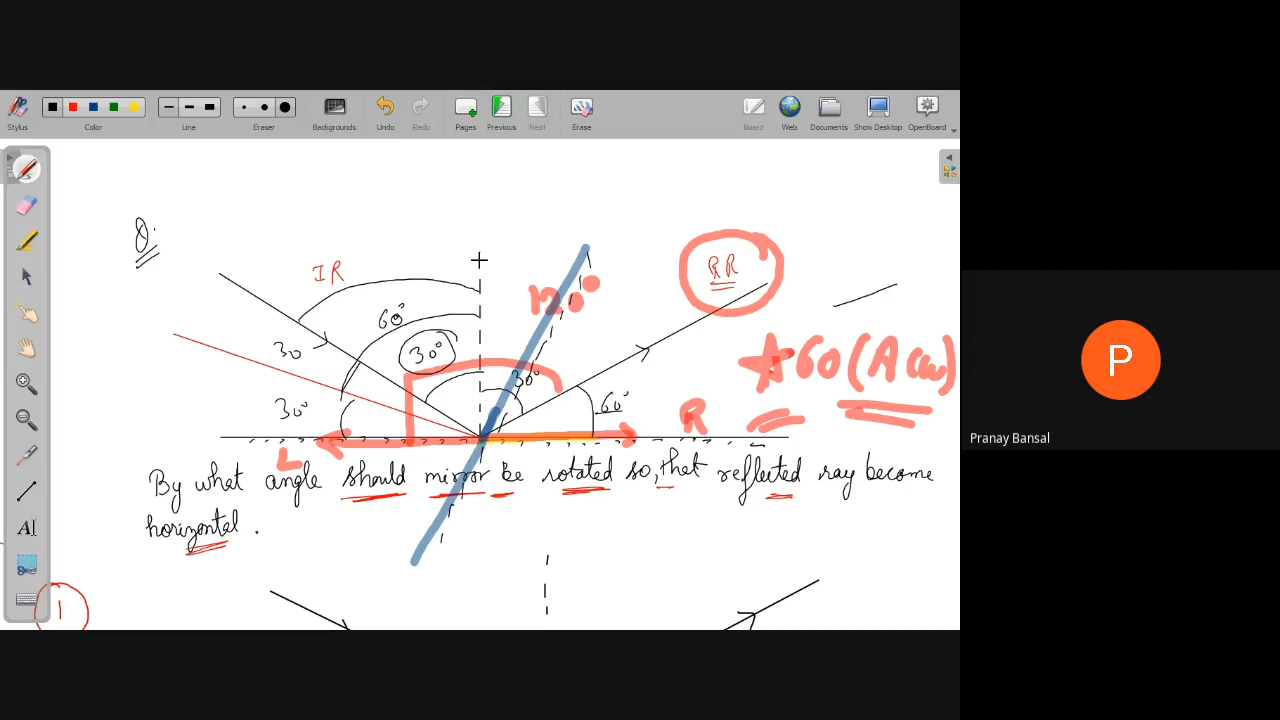 Stylus Color Line Eraser Backgrounds Undo Redo Pages Previous Next Erase Board Web Documents Show Desktop OpenBoard
Q.
IR
60°
30
30°
30°
30°
120°
RR
60°
60 (Acw)
L
R
By what angle should mirror be rotated so, that reflected ray become
horizontal .
1
P
Pranay Bansal